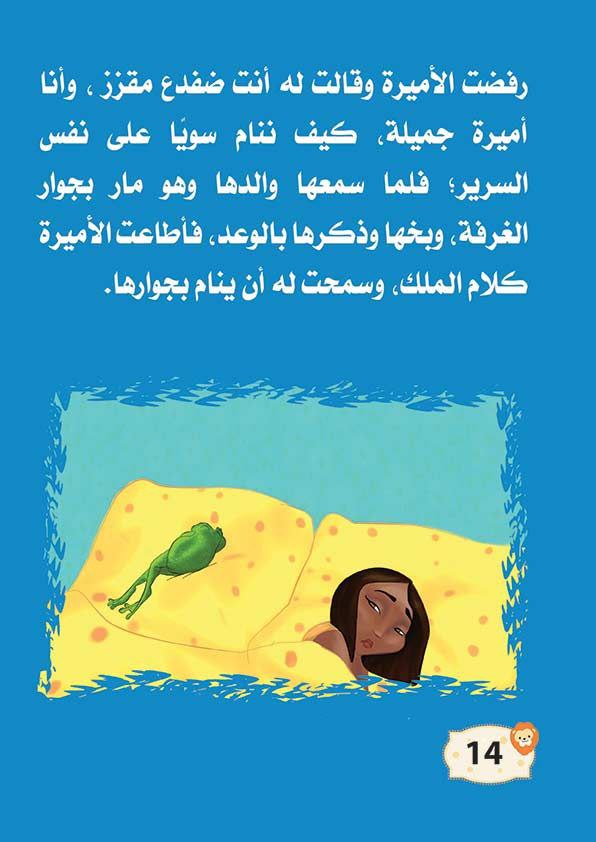 رفضت الأميرة وقالت له أنت ضفدع مقزز ، وأنا
أميرة جميلة، كيف ننام سويًا على نفس
السرير؛ فلما سمعها والدها وهو مار بجوار
الغرفة، وبخها وذكرها بالوعد، فأطاعت الأميرة
كلام الملك، وسمحت له أن ينام بجوارها.
14